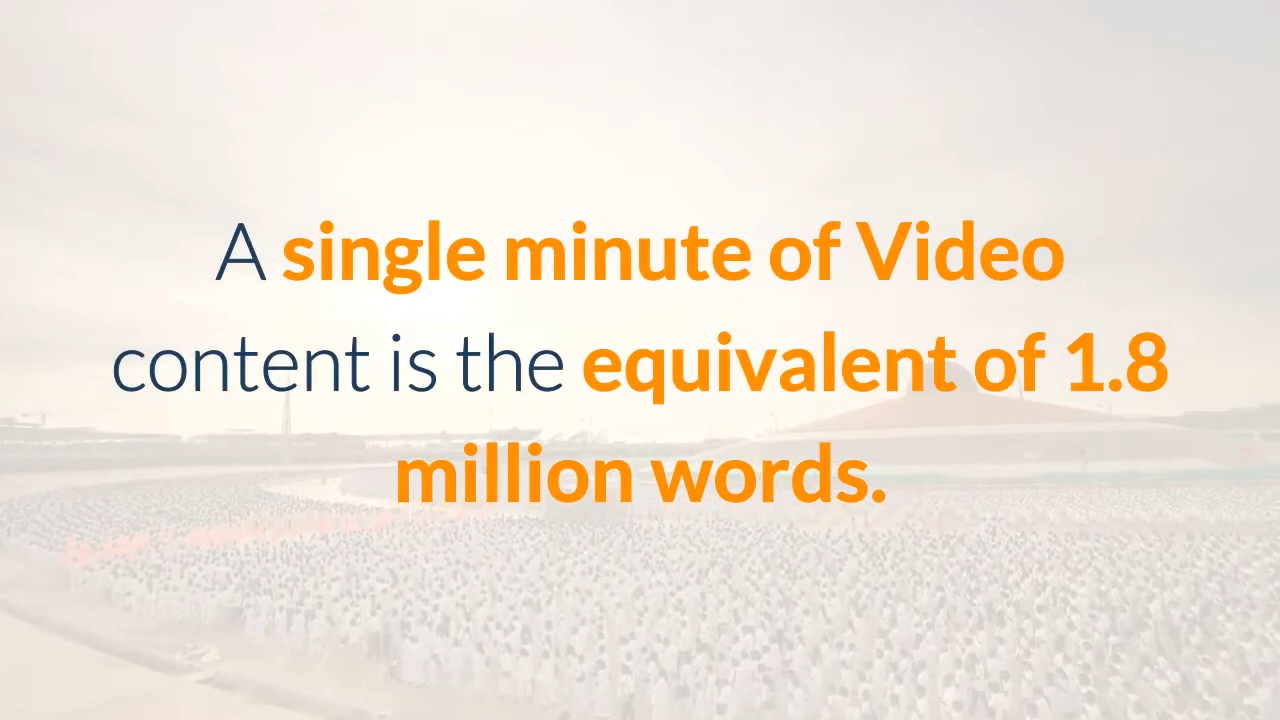 A single minute of Video
content is the equivalent of 1.8
million words.